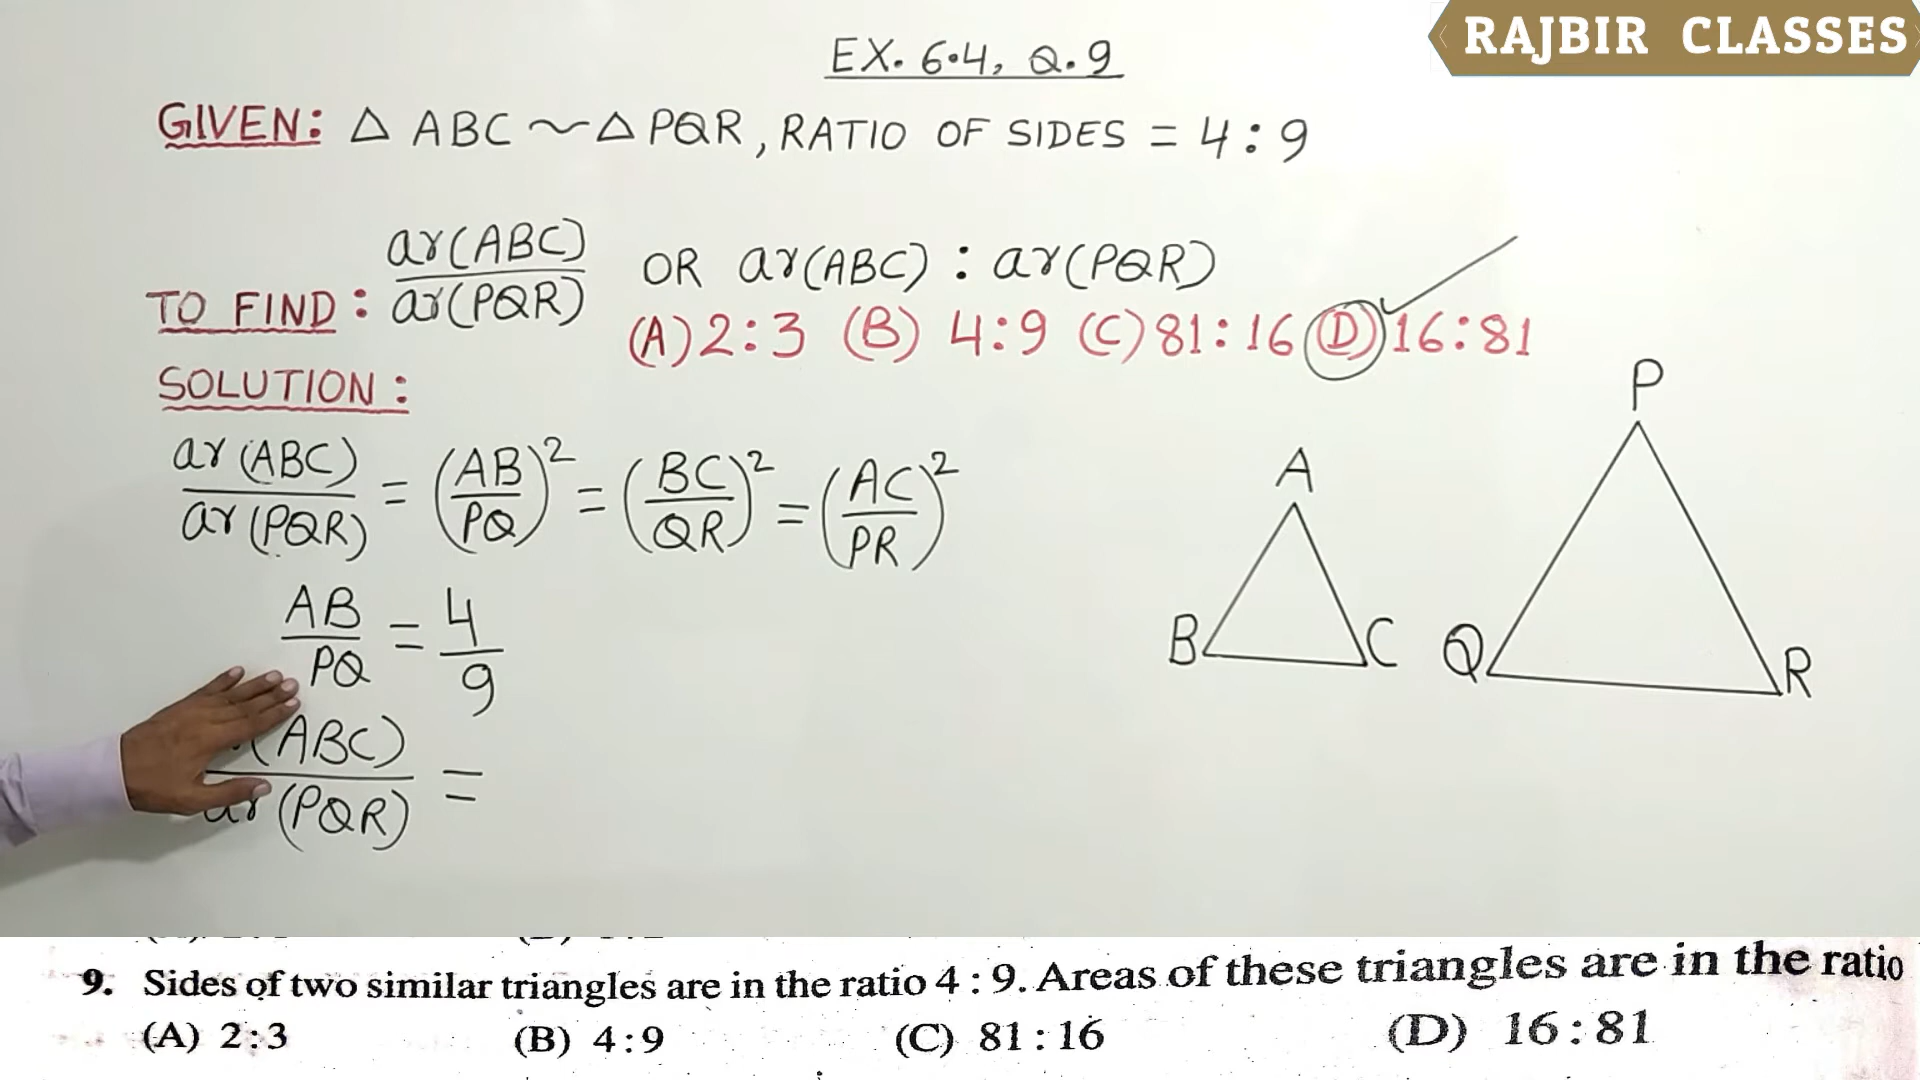 RAJBIR CLASSES
EX. 6.4, Q.9
GIVEN: △ ABC ~ △ PQR, RATIO OF SIDES = 4 : 9
TO FIND: ar(ABC)/ar(PQR) OR ar(ABC) : ar(PQR)
(A) 2:3 (B) 4:9 (C) 81:16 (D) 16:81
SOLUTION:
ar(ABC)/ar(PQR) = (AB/PQ)² = (BC/QR)² = (AC/PR)²
AB/PQ = 4/9
(ABC)/ar(PQR) =
A
B C
P
Q R
9. Sides of two similar triangles are in the ratio 4 : 9. Areas of these triangles are in the ratio
(A) 2 : 3 (B) 4 : 9 (C) 81 : 16 (D) 16 : 81